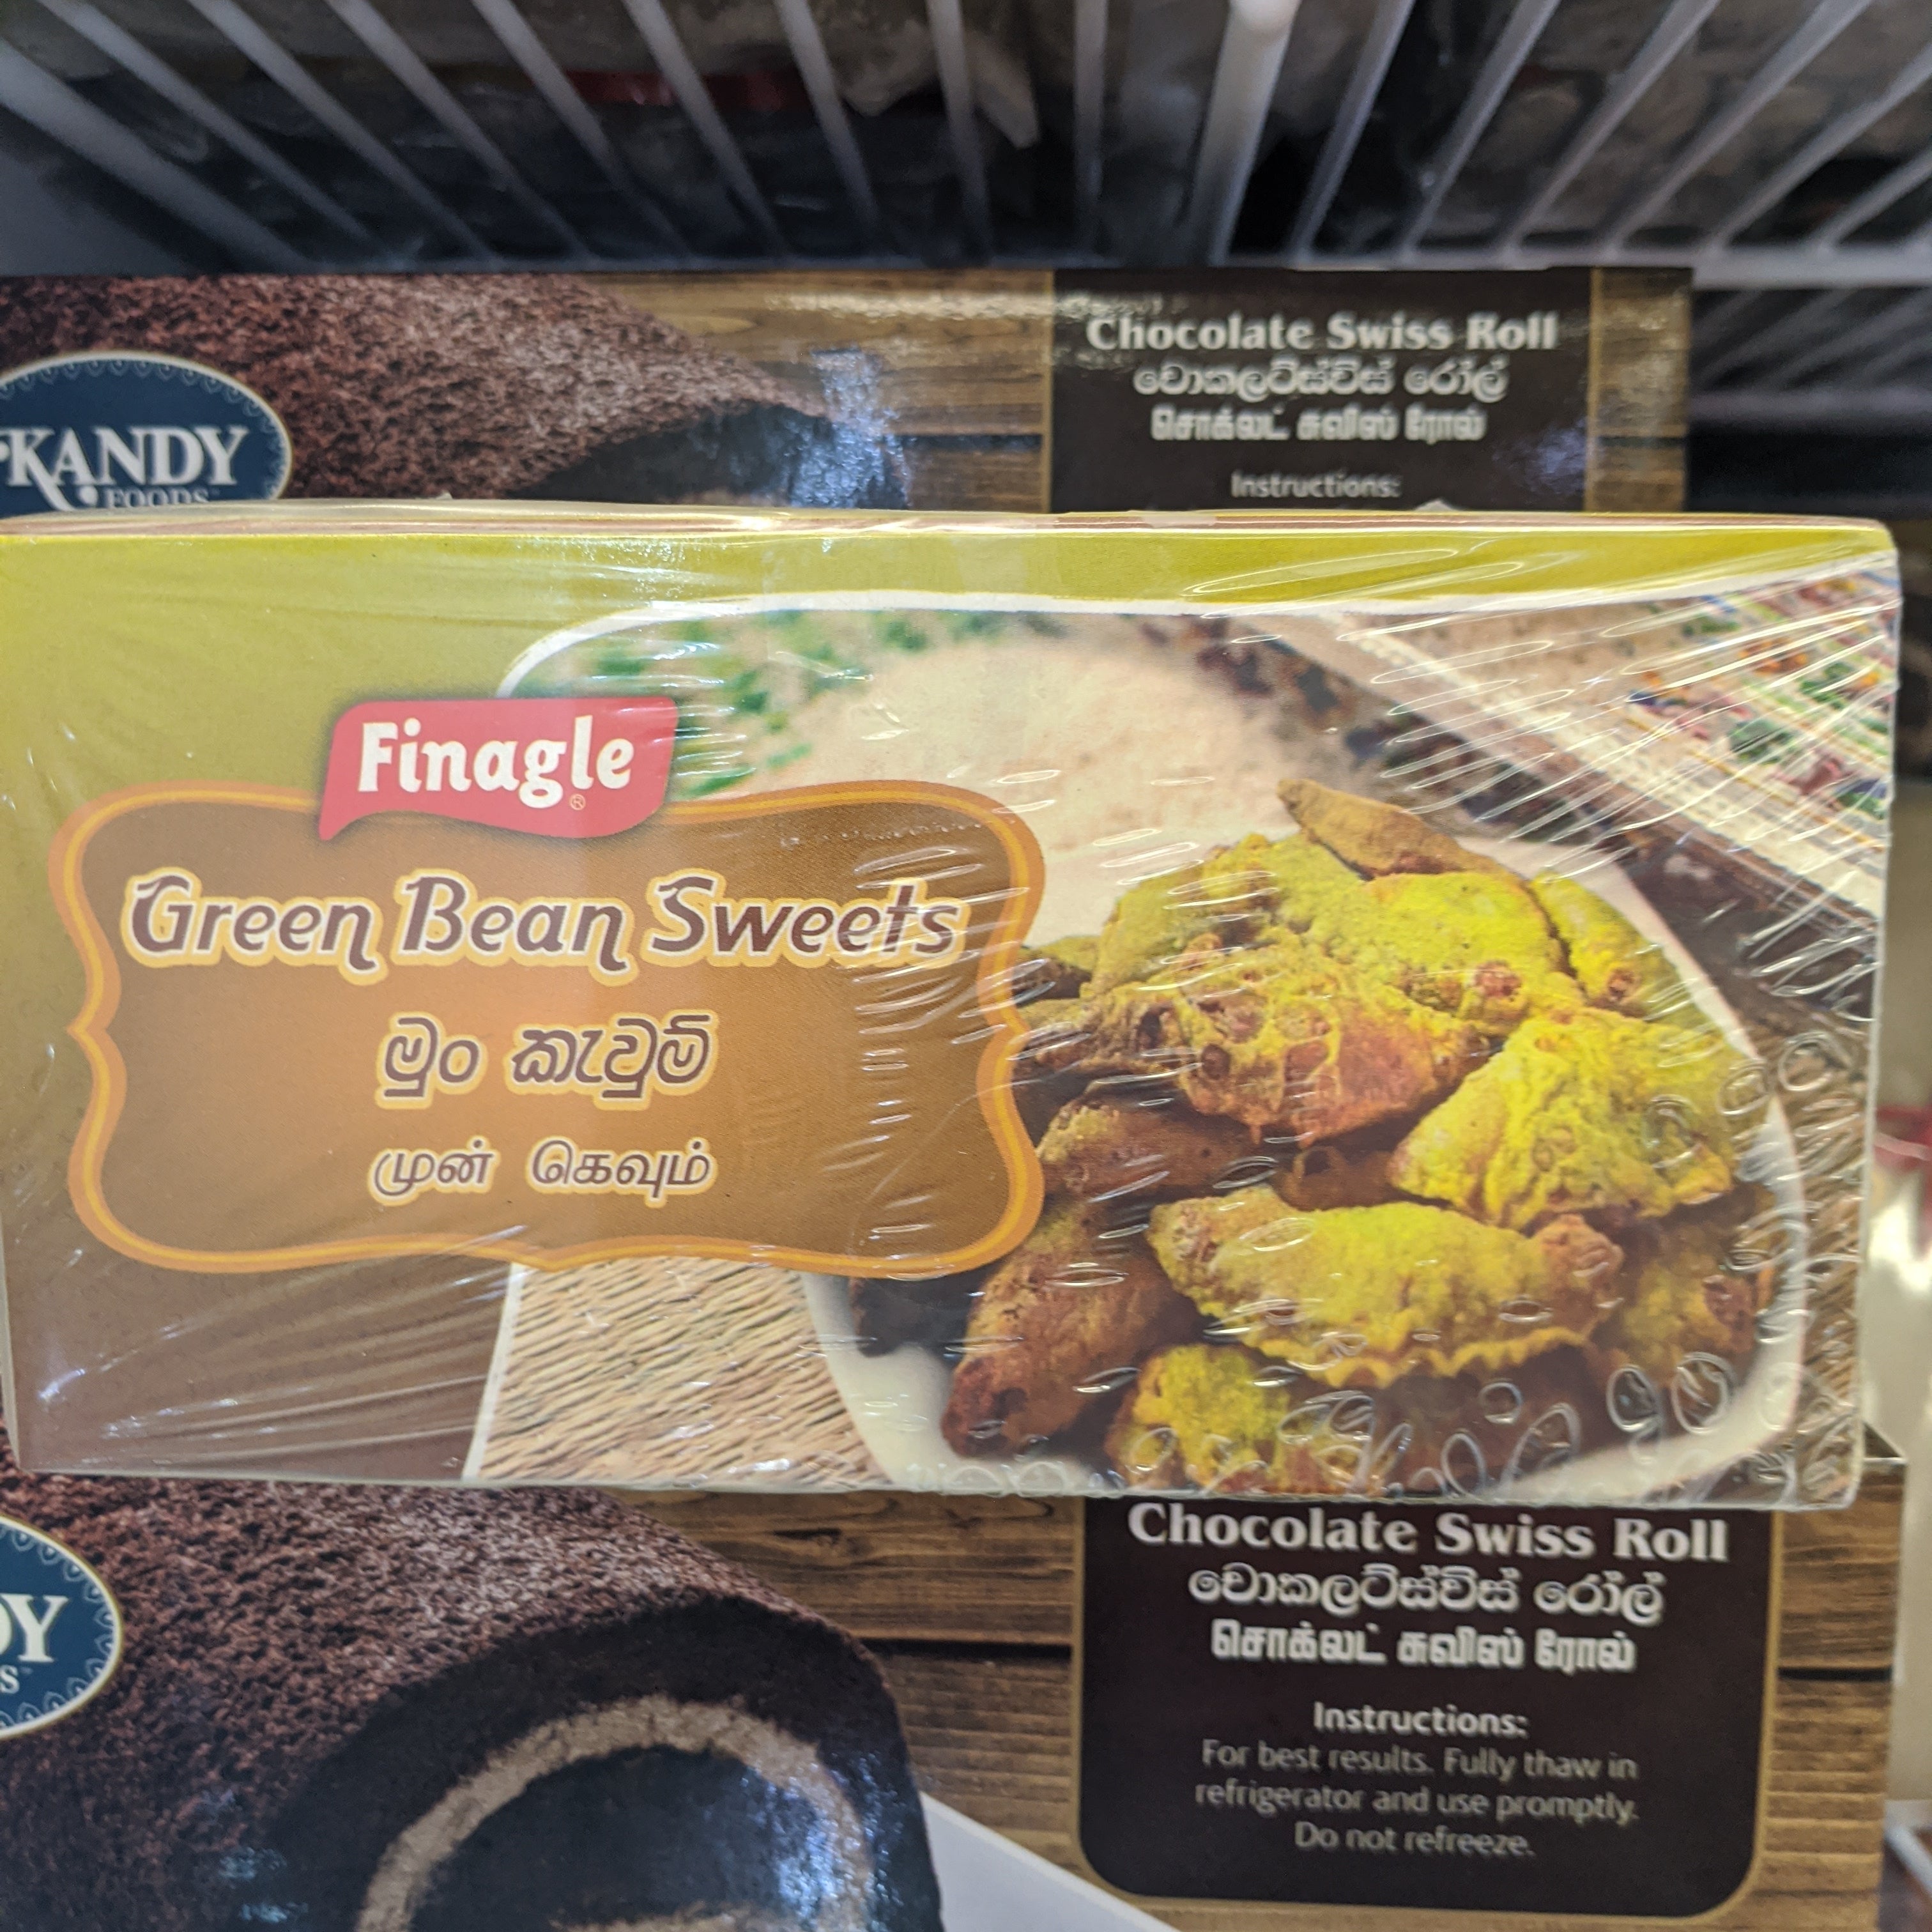 Chocolate Swiss Roll
චොකලට්ස්විස් රෝල්
சொக்லட் சுவிஸ் ரோல்
Instructions:
KANDY
FOODS
Finagle
®
Green Bean Sweets
මුං කැවුම්
முன் கெவும்
Chocolate Swiss Roll
චොකලට්ස්විස් රෝල්
சொக்லட் சுவிஸ் ரோல்
Instructions:
For best results. Fully thaw in
refrigerator and use promptly.
Do not refreeze.
DY
S